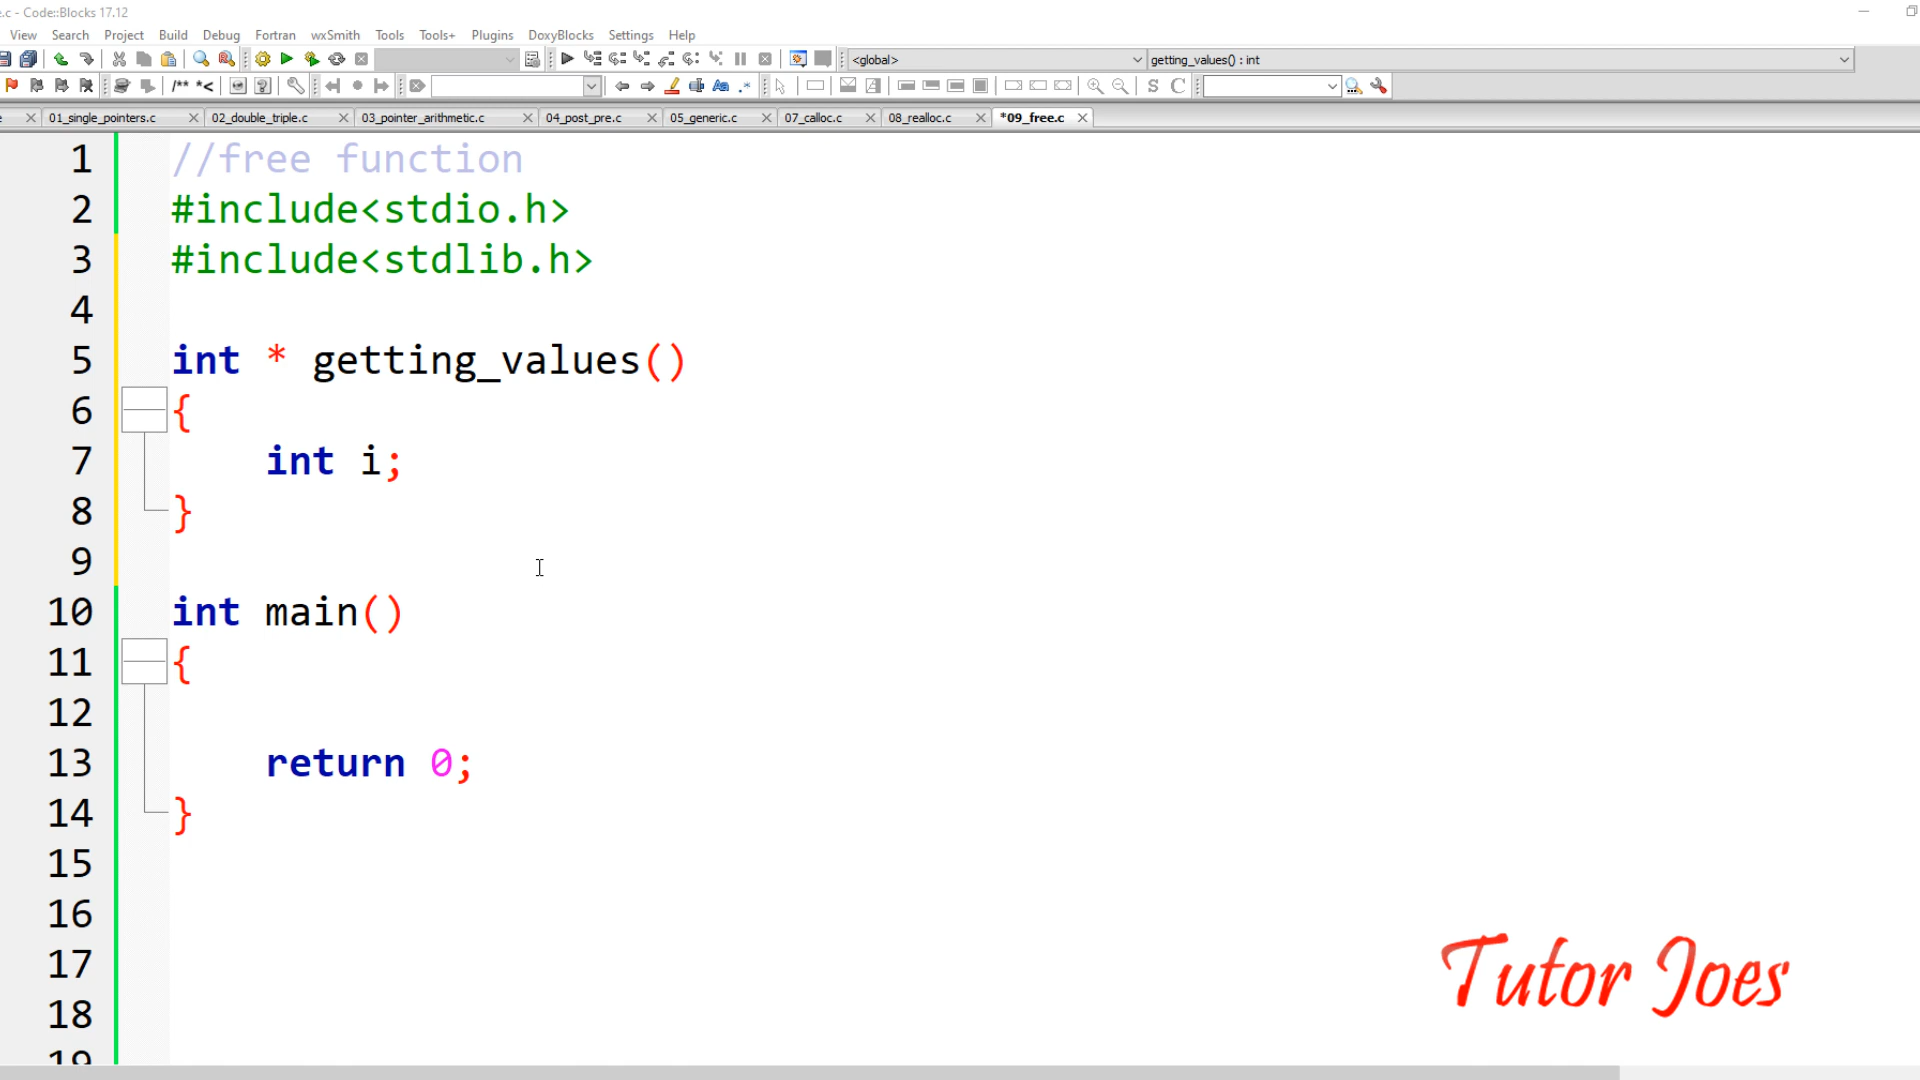 e.c - Code::Blocks 17.12
View Search Project Build Debug Fortran wxSmith Tools Tools+ Plugins DoxyBlocks Settings Help
<global> getting_values() : int
/** *< Aa .* S C
01_single_pointers.c 02_double_triple.c 03_pointer_arithmetic.c 04_post_pre.c 05_generic.c 07_calloc.c 08_realloc.c *09_free.c
1 //free function
2 #include<stdio.h>
3 #include<stdlib.h>
4
5 int * getting_values()
6 {
7 int i;
8 }
9
10 int main()
11 {
12
13 return 0;
14 }
15
16
17
18
19
Tutor Joes